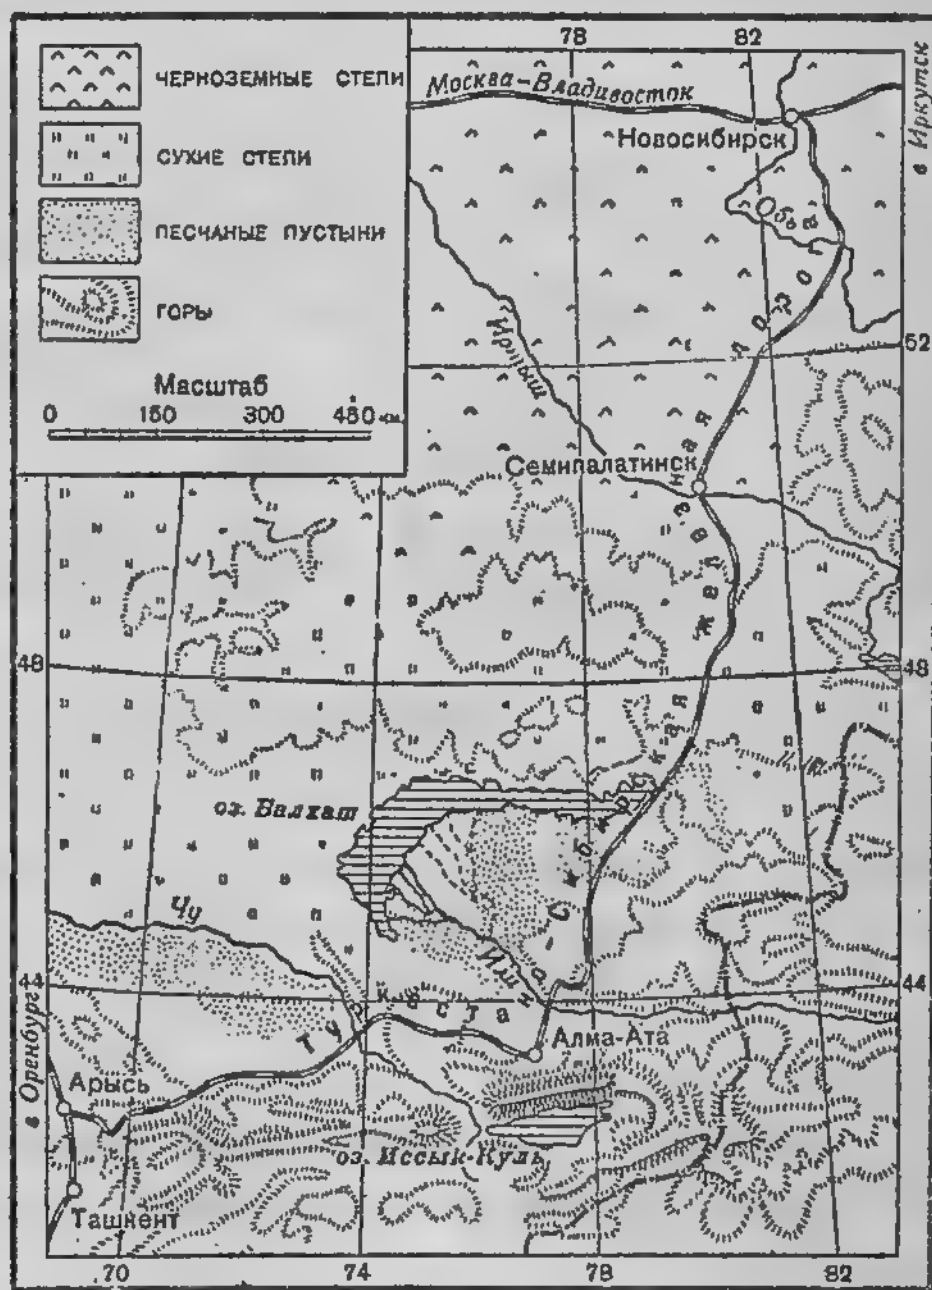 78 82
ЧЕРНОЗЕМНЫЕ СТЕПИ
СУХИЕ СТЕПИ
ПЕСЧАНЫЕ ПУСТЫНИ
ГОРЫ
Масштаб
0 150 300 450 км.
Москва-Владивосток
Новосибирск
в Иркутск
Обь
Иртыш
52
Семипалатинск
48 48
оз. Балхаш
Чу
Или
44 44
Туркестано-Сибирская железная дорога
Алма-Ата
в Оренбург
Арысь
оз. Иссык-Куль
Ташкент
70 74 78 82